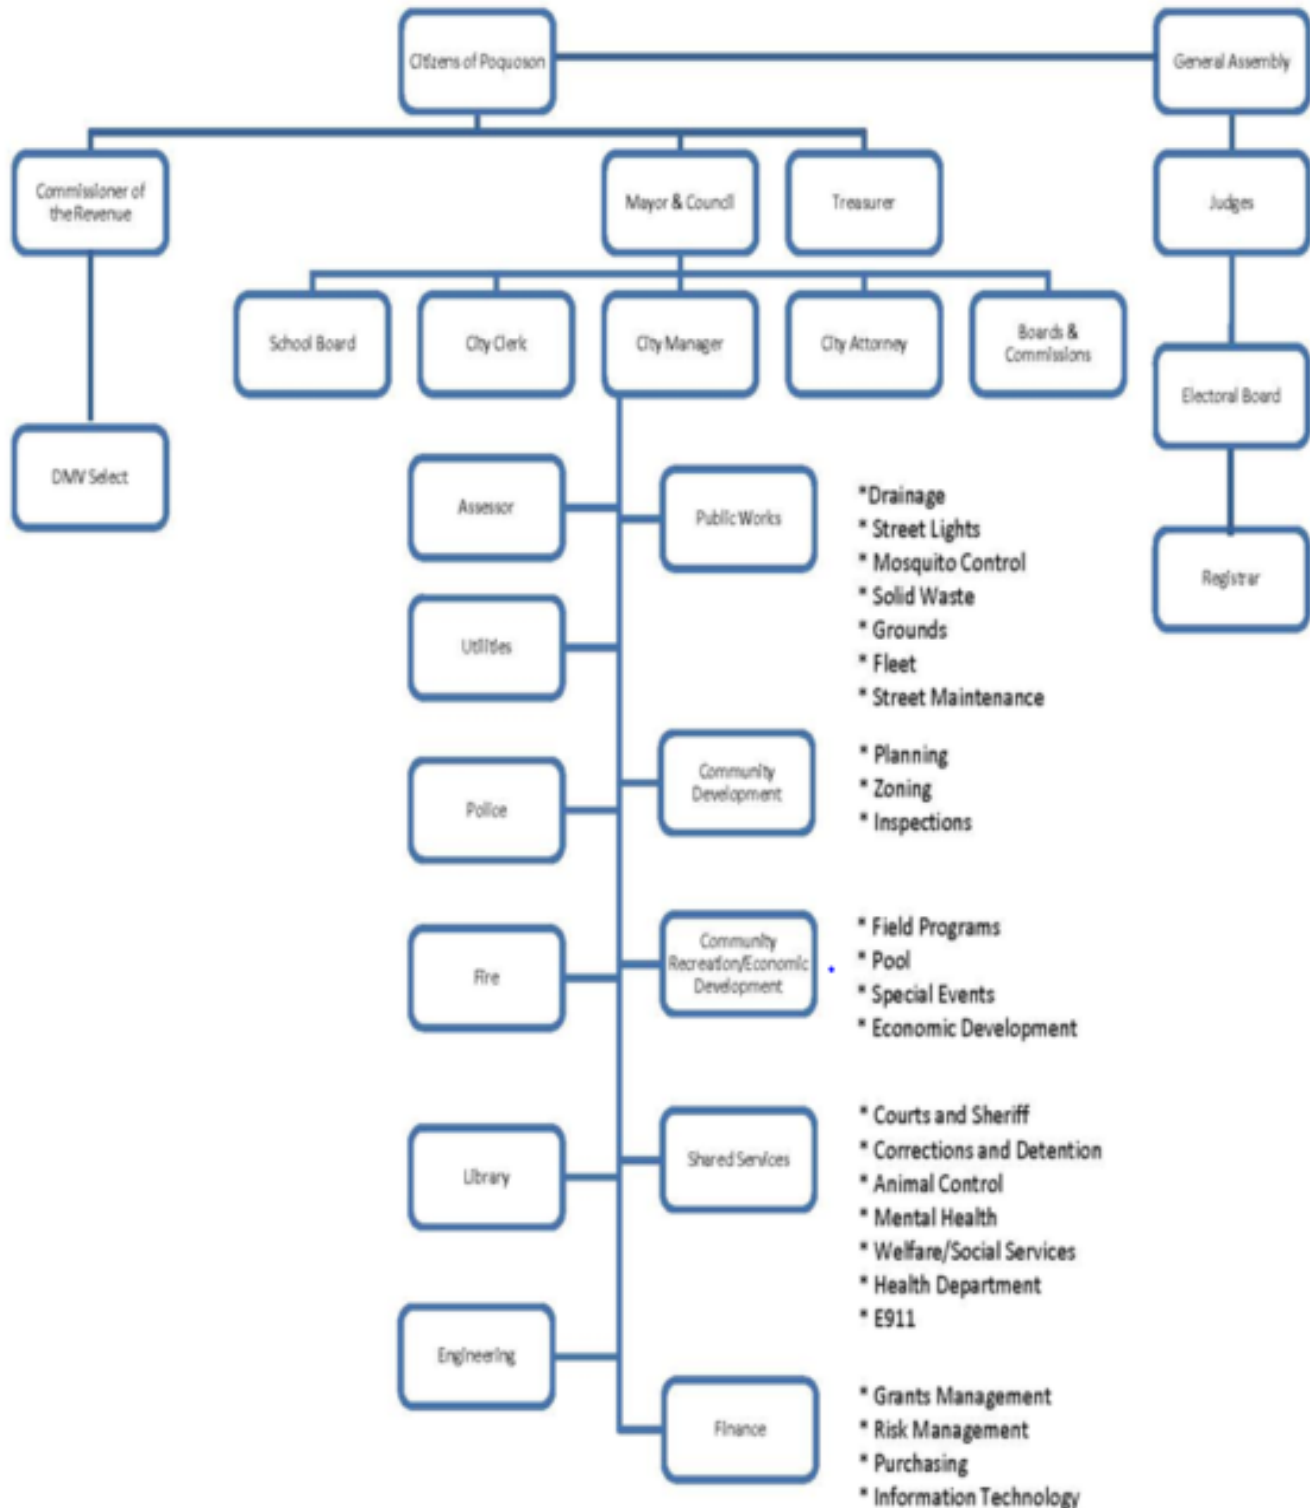 Citizens of Poquoson
General Assembly
Commissioner of
the Revenue
Mayor & Council
Treasurer
Judges
School Board
City Clerk
City Manager
City Attorney
Boards &
Commissions
Electoral Board
DMV Select
Registrar
Assessor
Public Works
*Drainage
* Street Lights
* Mosquito Control
* Solid Waste
* Grounds
* Fleet
* Street Maintenance
Utilities
Community
Development
* Planning
* Zoning
* Inspections
Police
Community
Recreation/Economic
Development
* Field Programs
* Pool
* Special Events
* Economic Development
Fire
Shared Services
* Courts and Sheriff
* Corrections and Detention
* Animal Control
* Mental Health
* Welfare/Social Services
* Health Department
* E911
Library
Engineering
Finance
* Grants Management
* Risk Management
* Purchasing
* Information Technology